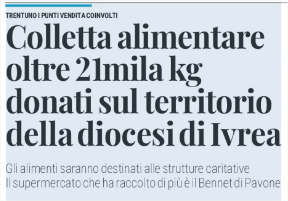 TRENTUNO I PUNTI VENDITA COINVOLTI
Colletta alimentare
oltre 21mila kg
donati sul territorio
della diocesi di Ivrea
Gli alimenti saranno destinati alle strutture caritative
Il supermercato che ha raccolto di più è il Bennet di Pavone